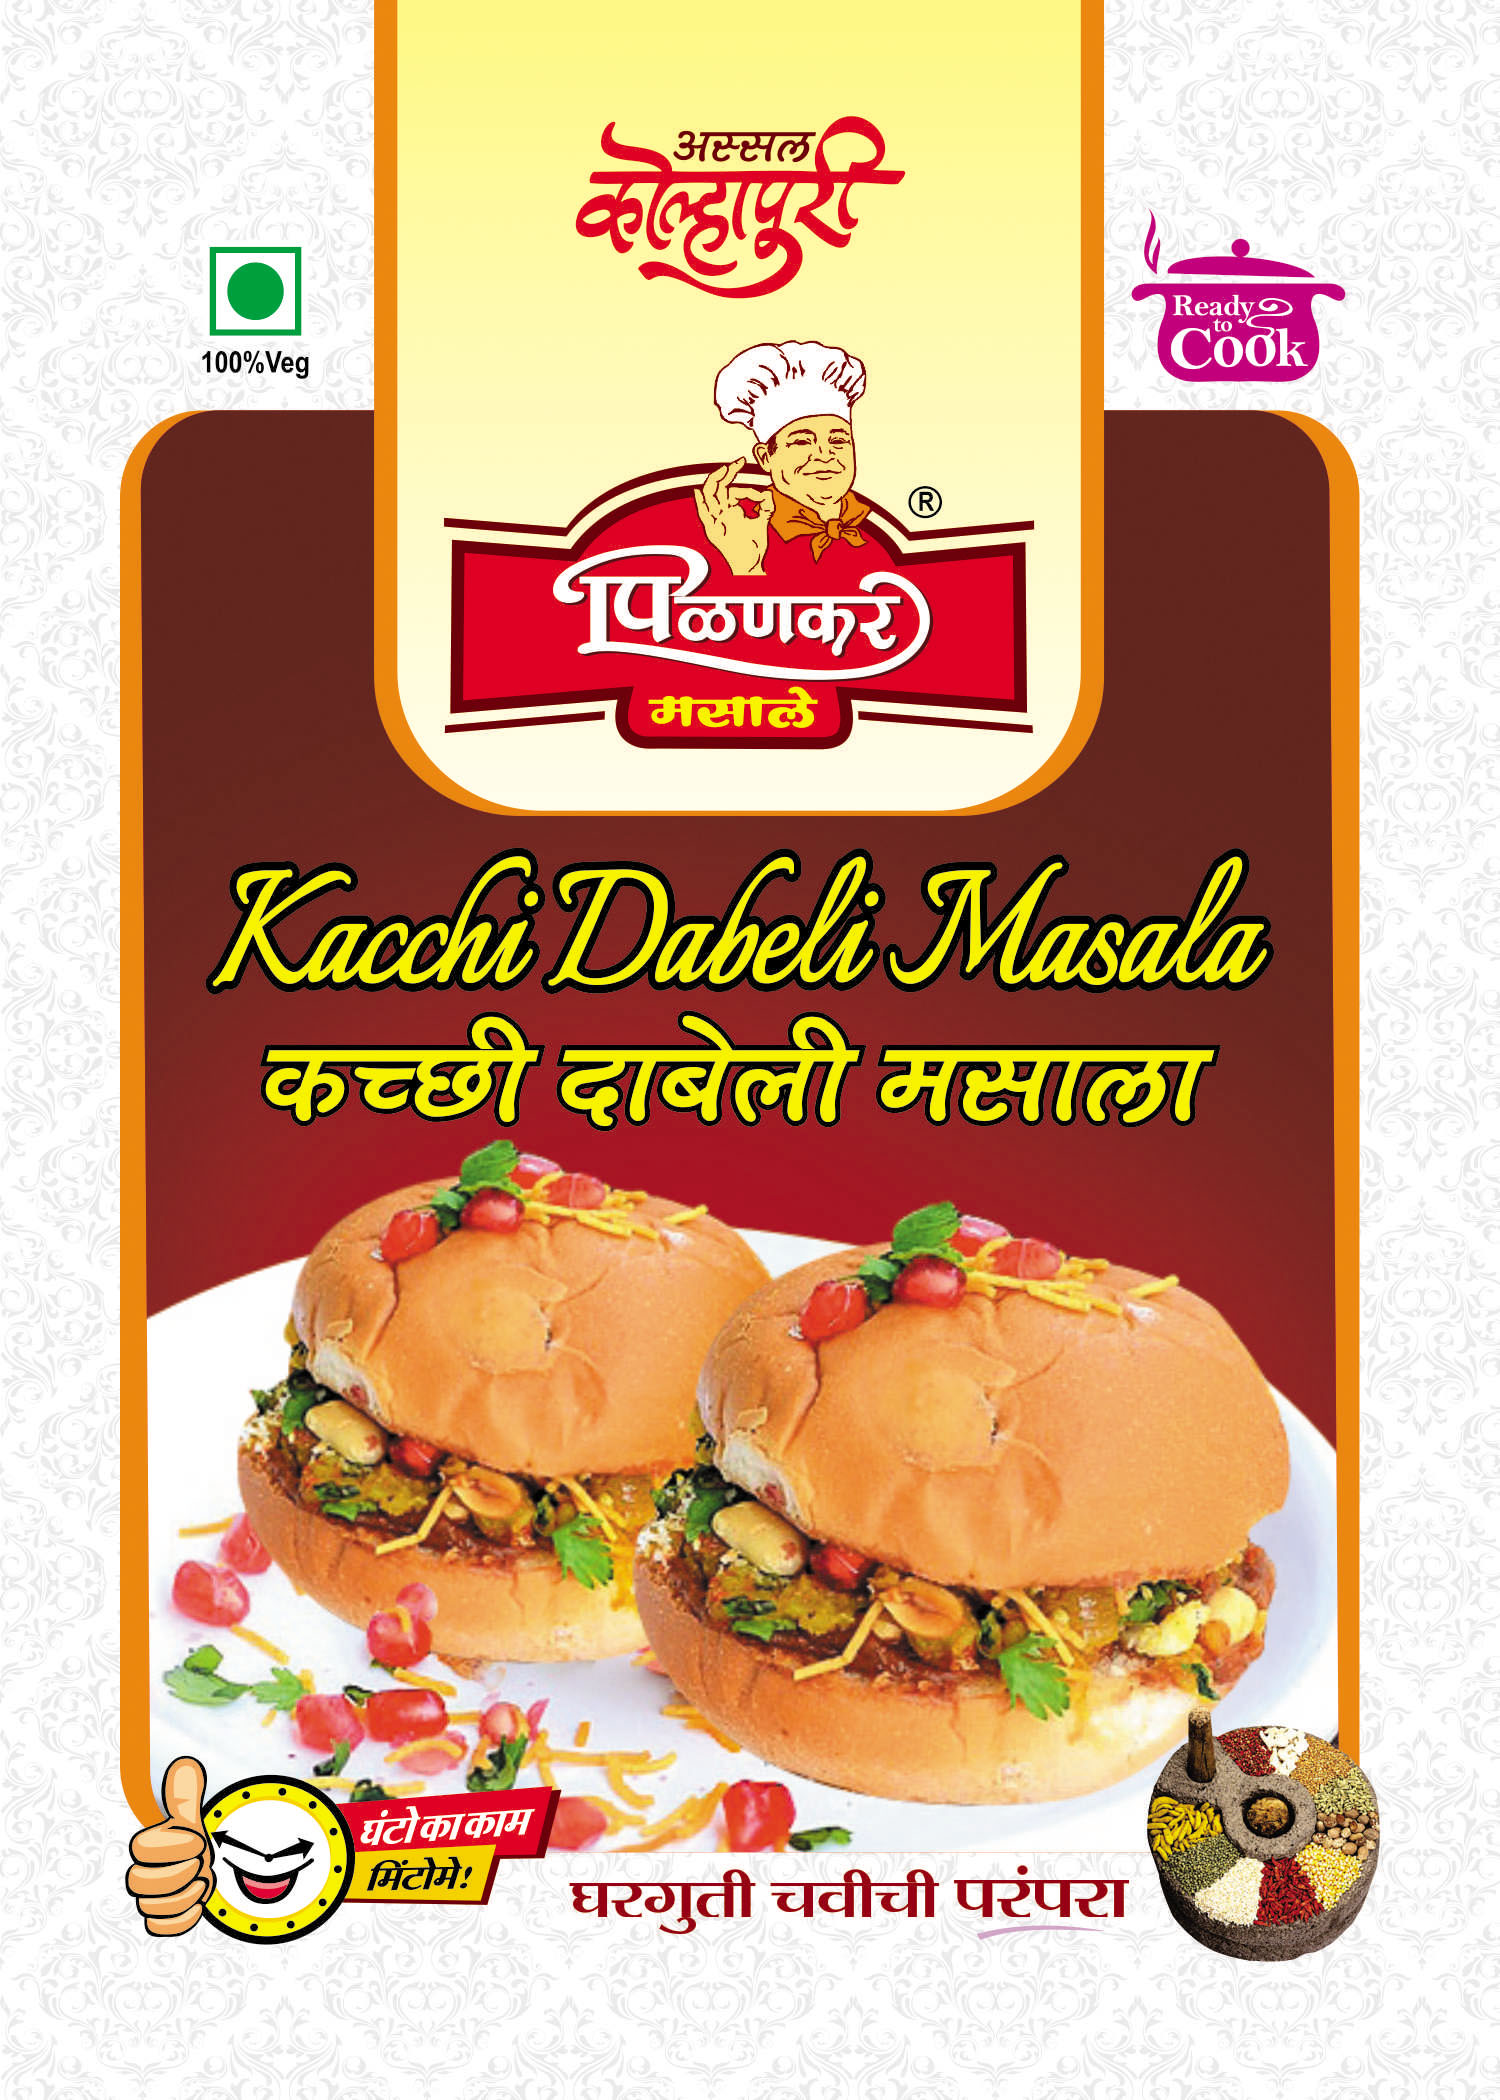 अस्सल
कोल्हापुरी
100%Veg
Ready
to
Cook
®
पिळणकर
मसाले
Kacchi Dabeli Masala
कच्छी दाबेली मसाला
घंटो का काम
मिंटोमे!
घरगुती चवीची परंपरा